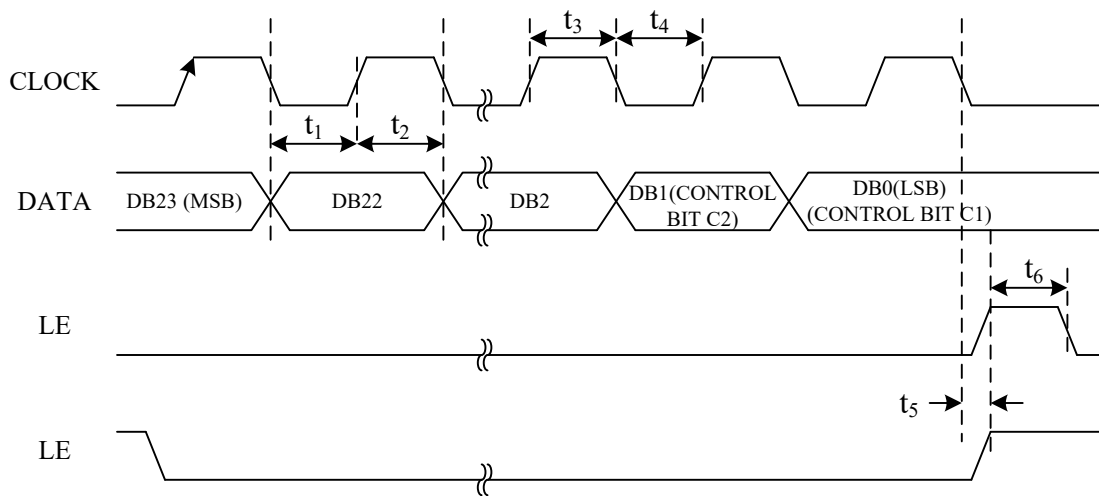 t3
t4
CLOCK
t1
t2
DATA
DB23 (MSB)
DB22
DB2
DB1(CONTROL
BIT C2)
DB0(LSB)
(CONTROL BIT C1)
t6
LE
t5
LE